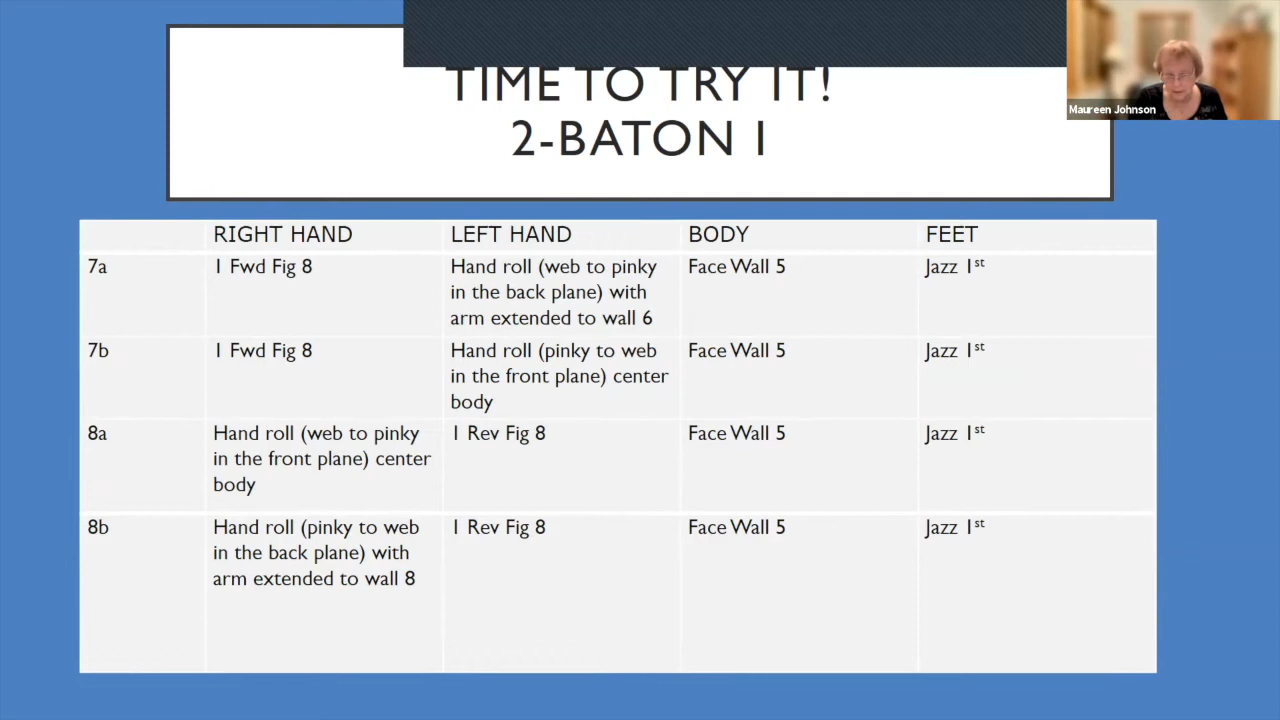 TIME TO TRY IT!
2-BATON 1
Maureen Johnson
RIGHT HAND LEFT HAND BODY FEET
7a 1 Fwd Fig 8 Hand roll (web to pinky Face Wall 5 Jazz 1st
in the back plane) with
arm extended to wall 6
7b 1 Fwd Fig 8 Hand roll (pinky to web Face Wall 5 Jazz 1st
in the front plane) center
body
8a Hand roll (web to pinky 1 Rev Fig 8 Face Wall 5 Jazz 1st
in the front plane) center
body
8b Hand roll (pinky to web 1 Rev Fig 8 Face Wall 5 Jazz 1st
in the back plane) with
arm extended to wall 8